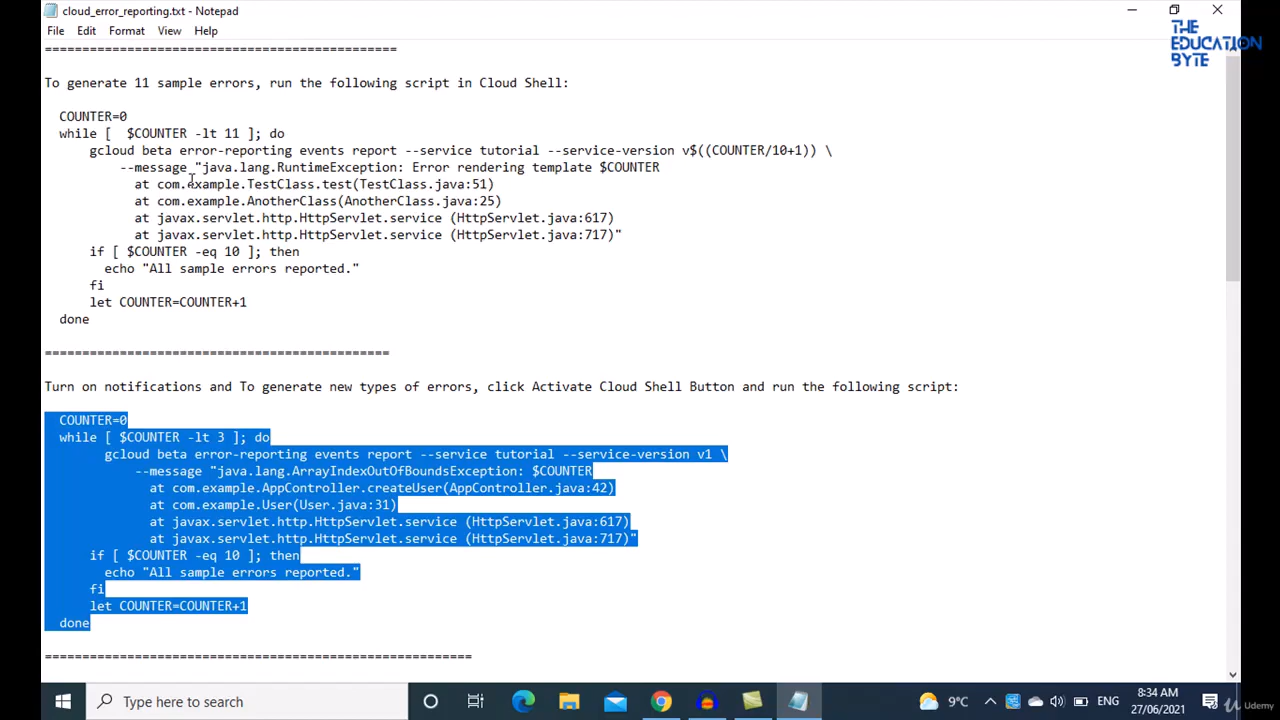 cloud_error_reporting.txt - Notepad
File Edit Format View Help
THE
EDUCATION
BYTE
===============================================
To generate 11 sample errors, run the following script in Cloud Shell:
COUNTER=0
while [  $COUNTER -lt 11 ]; do
gcloud beta error-reporting events report --service tutorial --service-version v$((COUNTER/10+1)) \
--message "java.lang.RuntimeException: Error rendering template $COUNTER
at com.example.TestClass.test(TestClass.java:51)
at com.example.AnotherClass(AnotherClass.java:25)
at javax.servlet.http.HttpServlet.service (HttpServlet.java:617)
at javax.servlet.http.HttpServlet.service (HttpServlet.java:717)"
if [ $COUNTER -eq 10 ]; then
echo "All sample errors reported."
fi
let COUNTER=COUNTER+1
done
==============================================
Turn on notifications and To generate new types of errors, click Activate Cloud Shell Button and run the following script:
COUNTER=0
while [ $COUNTER -lt 3 ]; do
gcloud beta error-reporting events report --service tutorial --service-version v1 \
--message "java.lang.ArrayIndexOutOfBoundsException: $COUNTER
at com.example.AppController.createUser(AppController.java:42)
at com.example.User(User.java:31)
at javax.servlet.http.HttpServlet.service (HttpServlet.java:617)
at javax.servlet.http.HttpServlet.service (HttpServlet.java:717)"
if [ $COUNTER -eq 10 ]; then
echo "All sample errors reported."
fi
let COUNTER=COUNTER+1
done
=========================================================
Type here to search
9°C
ENG
8:34 AM
27/06/2021
Udemy